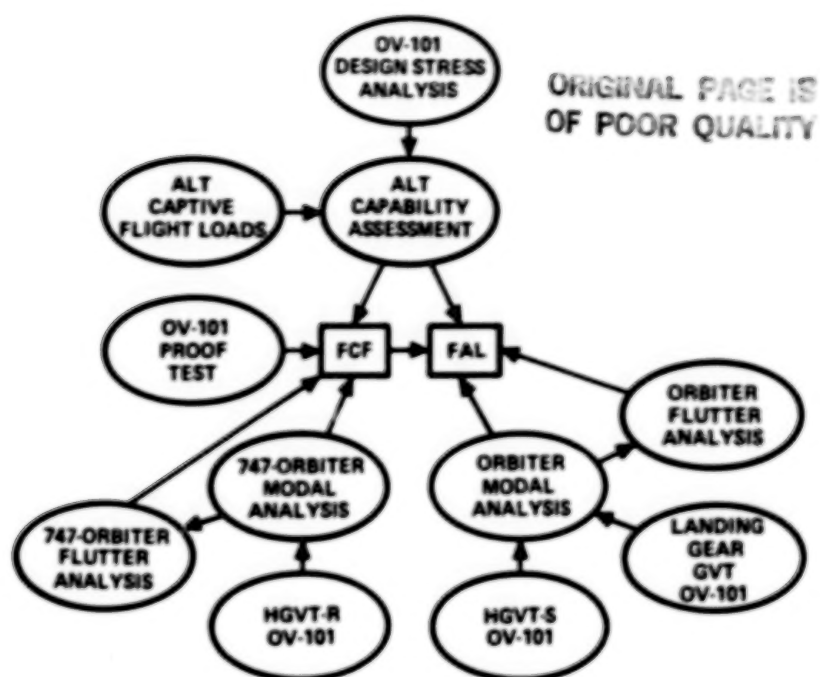 OV-101
DESIGN STRESS
ANALYSIS
ORIGINAL PAGE IS
OF POOR QUALITY
ALT
CAPTIVE
FLIGHT LOADS
ALT
CAPABILITY
ASSESSMENT
OV-101
PROOF
TEST
FCF
FAL
ORBITER
FLUTTER
ANALYSIS
747-ORBITER
MODAL
ANALYSIS
ORBITER
MODAL
ANALYSIS
747-ORBITER
FLUTTER
ANALYSIS
LANDING
GEAR
GVT
OV-101
HGVT-R
OV-101
HGVT-S
OV-101